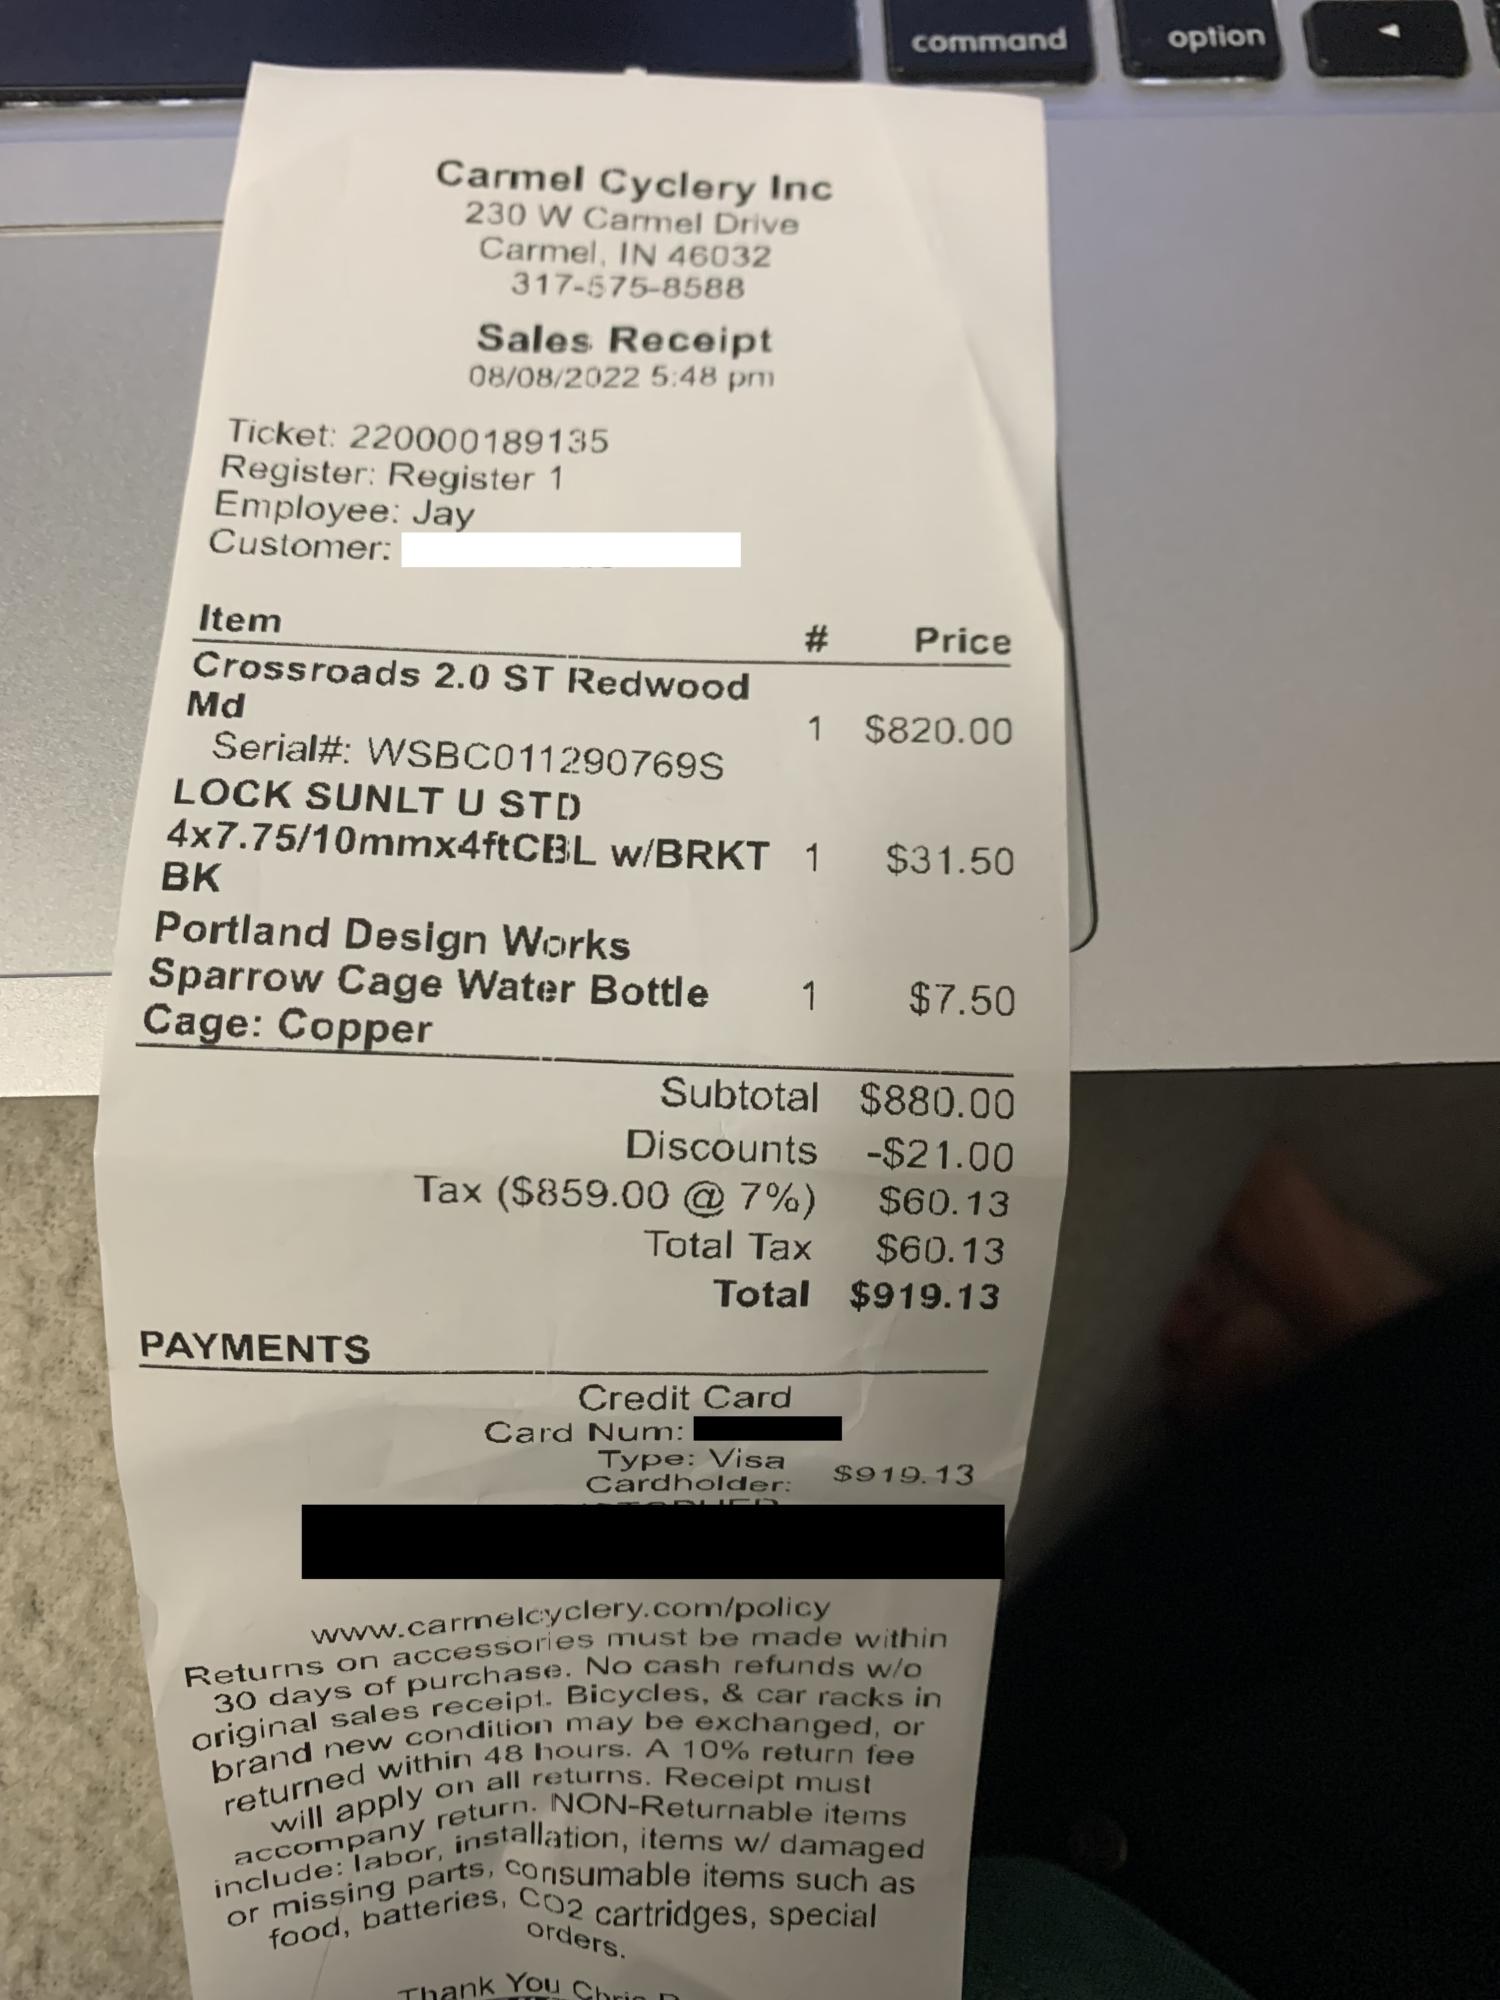 command
option
◀
Carmel Cyclery Inc
230 W Carmel Drive
Carmel, IN 46032
317-575-8588
Sales Receipt
08/08/2022 5:48 pm
Ticket: 220000189135
Register: Register 1
Employee: Jay
Customer:
Item # Price
Crossroads 2.0 ST Redwood
Md 1 $820.00
Serial#: WSBC011290769S
LOCK SUNLT U STD
4x7.75/10mmx4ftCBL w/BRKT 1 $31.50
BK
Portland Design Works
Sparrow Cage Water Bottle 1 $7.50
Cage: Copper
Subtotal $880.00
Discounts -$21.00
Tax ($859.00 @ 7%) $60.13
Total Tax $60.13
Total $919.13
PAYMENTS
Credit Card
Card Num:
Type: Visa $919.13
Cardholder:
www.carmelcyclery.com/policy
Returns on accessories must be made within
30 days of purchase. No cash refunds w/o
original sales receipt. Bicycles, & car racks in
brand new condition may be exchanged, or
returned within 48 hours. A 10% return fee
will apply on all returns. Receipt must
accompany return. NON-Returnable items
include: labor, installation, items w/ damaged
or missing parts, consumable items such as
food, batteries, CO2 cartridges, special
orders.
Thank You Chris